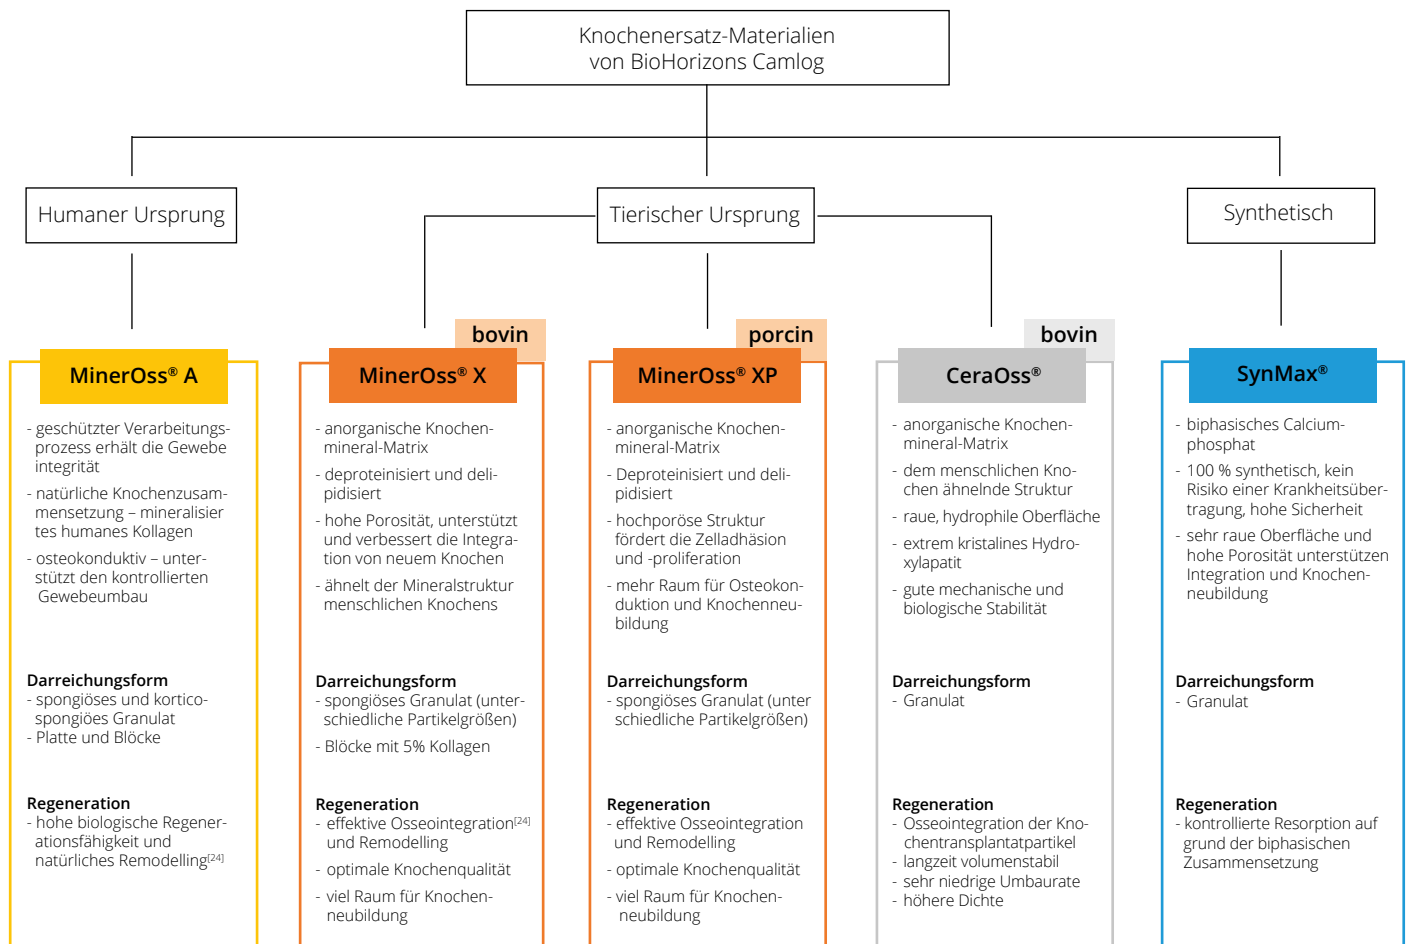 Knochenersatz-Materialien
von BioHorizons Camlog
Humaner Ursprung
Tierischer Ursprung
Synthetisch
MinerOss® A
- geschützter Verarbeitungs-
prozess erhält die Gewebe
integrität
- natürliche Knochenzusam-
mensetzung – mineralisier
tes humanes Kollagen
- osteokonduktiv – unter-
stützt den kontrollierten
Gewebeumbau
Darreichungsform
- spongiöses und kortico-
spongiöes Granulat
- Platte und Blöcke
Regeneration
- hohe biologische Regener-
ationsfähigkeit und
natürliches Remodelling[24]
bovin
MinerOss® X
- anorganische Knochen-
mineral-Matrix
- deproteinisiert und deli-
pidisiert
- hohe Porosität, unterstützt
und verbessert die Integra-
tion von neuem Knochen
- ähnelt der Mineralstruktur
menschlichen Knochens
Darreichungsform
- spongiöses Granulat (unter-
schiedliche Partikelgrößen)
- Blöcke mit 5% Kollagen
Regeneration
- effektive Osseointegration[24]
und Remodelling
- optimale Knochenqualität
- viel Raum für Knochen-
neubildung
porcin
MinerOss® XP
- anorganische Knochen-
mineral-Matrix
- Deproteinisiert und deli-
pidisiert
- hochporöse Struktur
fördert die Zelladhäsion
und -proliferation
- mehr Raum für Osteokon-
duktion und Knochenneu-
bildung
Darreichungsform
- spongiöses Granulat (unter
schiedliche Partikelgrößen)
Regeneration
- effektive Osseointegration
und Remodelling
- optimale Knochenqualität
- viel Raum für Knochen-
neubildung
bovin
CeraOss®
- anorganische Knochen-
mineral-Matrix
- dem menschlichen Kno-
chen ähnelnde Struktur
- raue, hydrophile Oberfläche
- extrem kristalines Hydro-
xylapatit
- gute mechanische und
biologische Stabilität
Darreichungsform
- Granulat
Regeneration
- Osseointegration der Kno-
chentransplantatpartikel
- langzeit volumenstabil
- sehr niedrige Umbaurate
- höhere Dichte
SynMax®
- biphasisches Calcium-
phosphat
- 100 % synthetisch, kein
Risiko einer Krankheitsüber-
tragung, hohe Sicherheit
- sehr raue Oberfläche und
hohe Porosität unterstützen
Integration und Knochen-
neubildung
Darreichungsform
- Granulat
Regeneration
- kontrollierte Resorption auf
grund der biphasischen
Zusammensetzung